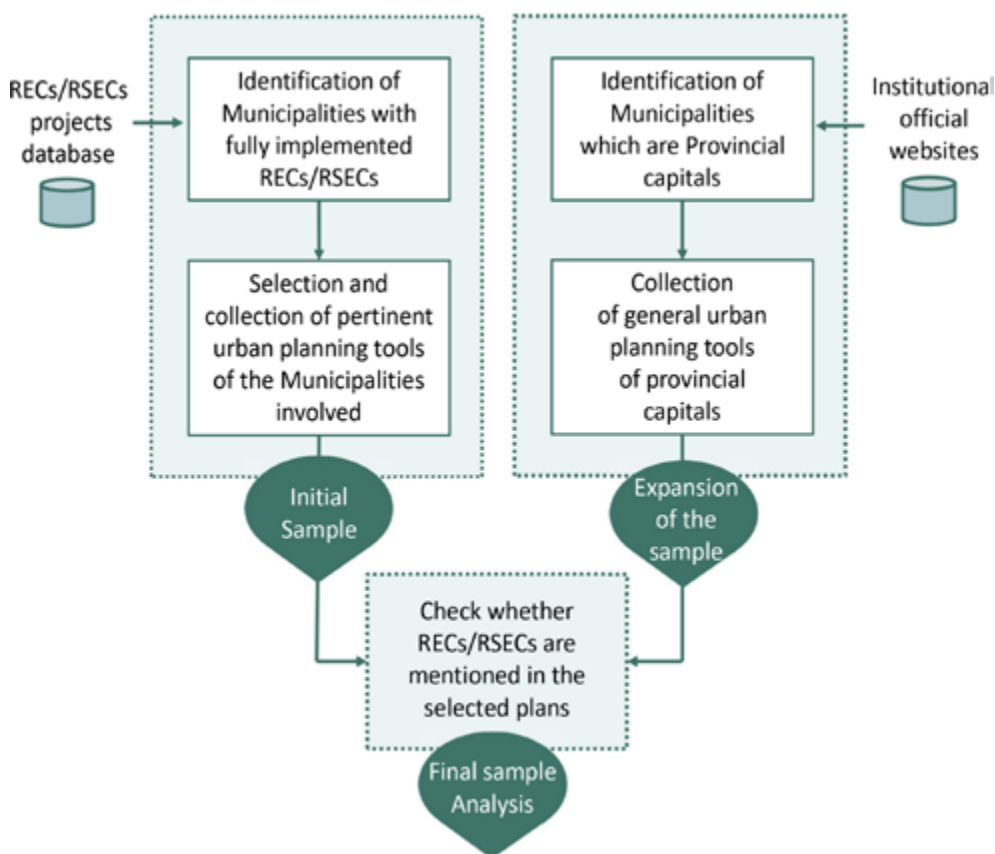 RECs/RSECs
projects
database
Identification of
Municipalities with
fully implemented
RECs/RSECs
Identification of
Municipalities
which are Provincial
capitals
Institutional
official
websites
Selection and
collection of pertinent
urban planning tools
of the Municipalities
involved
Collection
of general urban
planning tools
of provincial
capitals
Initial
Sample
Expansion
of the
sample
Check whether
RECs/RSECs are
mentioned in the
selected plans
Final sample
Analysis